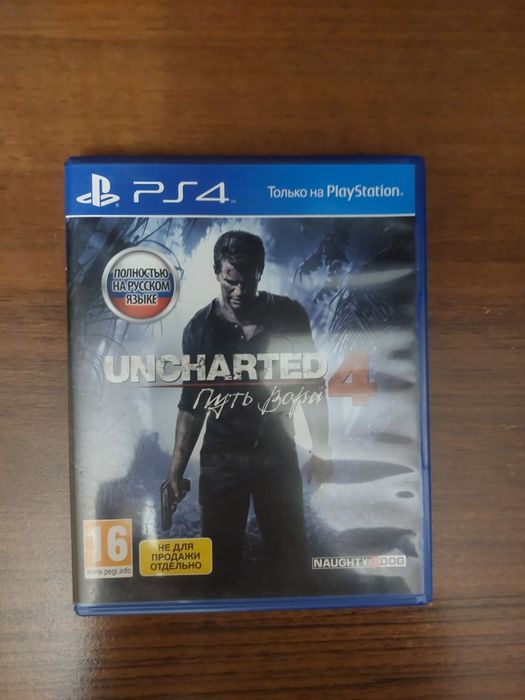 PS4
Только на PlayStation®
ПОЛНОСТЬЮ
НА РУССКОМ
ЯЗЫКЕ
UNCHARTED 4
Путь вора
16
www.pegi.info
НЕ ДЛЯ
ПРОДАЖИ
ОТДЕЛЬНО
NAUGHTY DOG